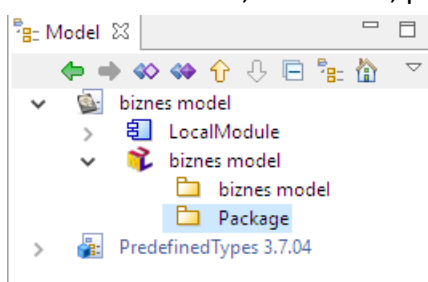 Model
biznes model
LocalModule
biznes model
biznes model
Package
PredefinedTypes 3.7.04